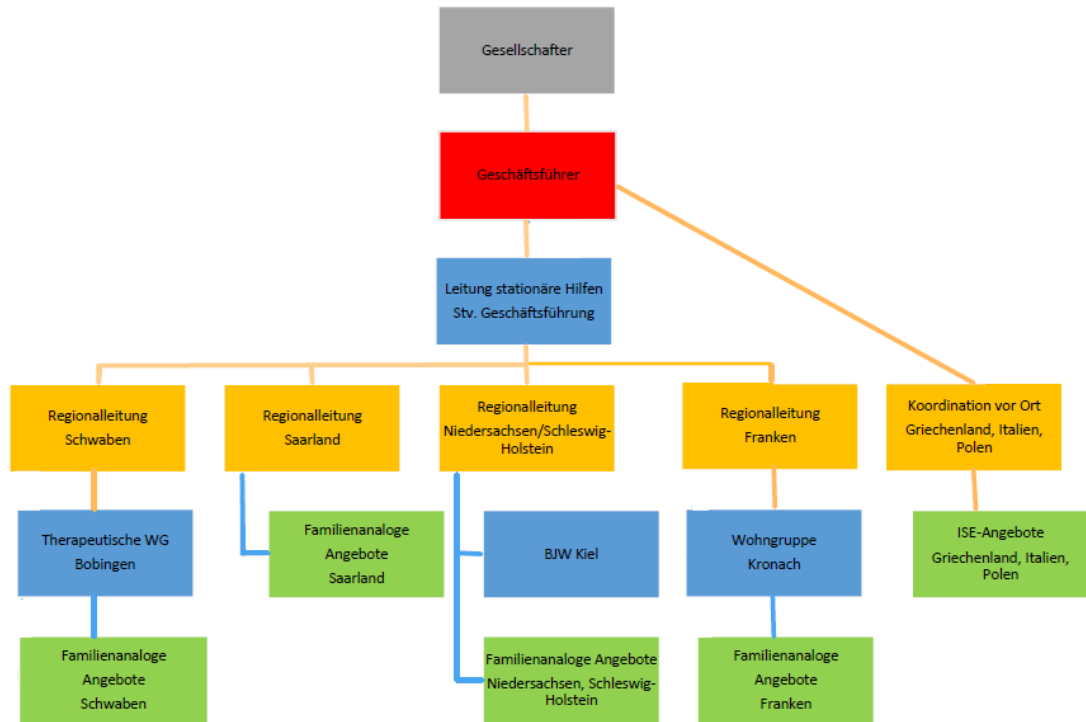 Gesellschafter
Geschäftsführer
Leitung stationäre Hilfen
Stv. Geschäftsführung
Regionalleitung
Schwaben
Regionalleitung
Saarland
Regionalleitung
Niedersachsen/Schleswig-
Holstein
Regionalleitung
Franken
Koordination vor Ort
Griechenland, Italien,
Polen
Therapeutische WG
Bobingen
Familienanaloge
Angebote
Saarland
BJW Kiel
Wohngruppe
Kronach
ISE-Angebote
Griechenland, Italien,
Polen
Familienanaloge
Angebote
Schwaben
Familienanaloge Angebote
Niedersachsen, Schleswig-
Holstein
Familienanaloge
Angebote
Franken